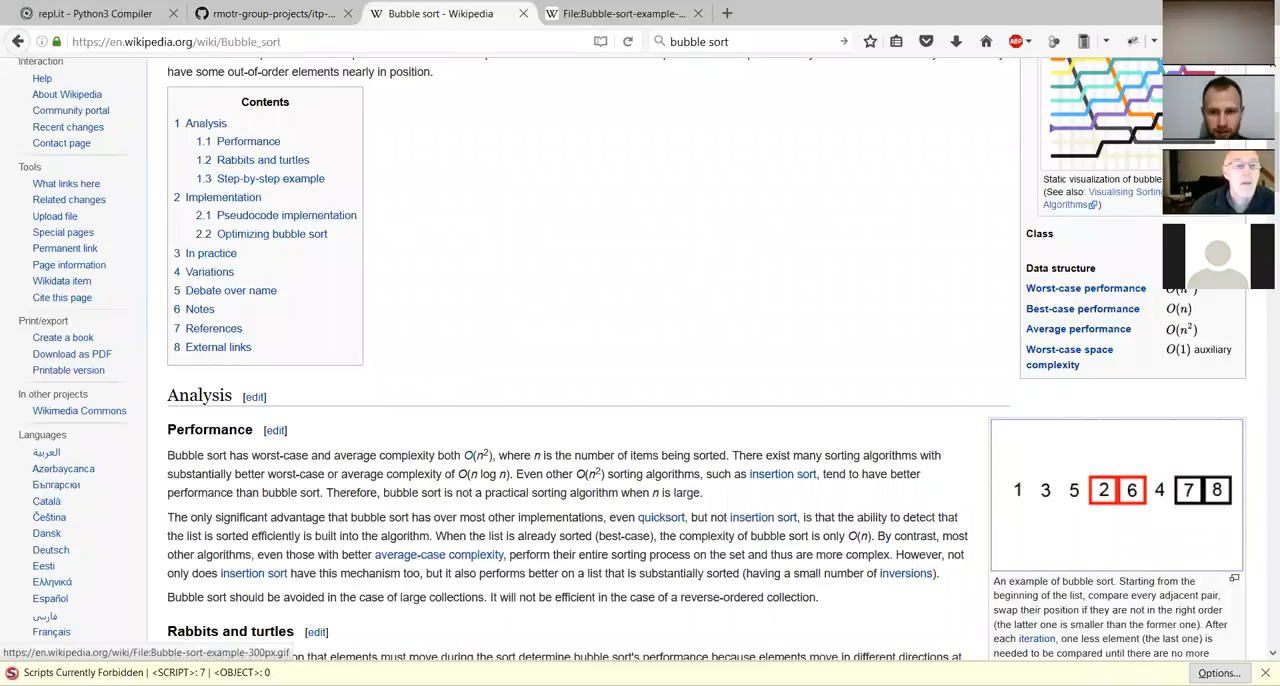 repl.it - Python3 Compiler
rmotr-group-projects/itp-...
Bubble sort - Wikipedia
File:Bubble-sort-example-...
https://en.wikipedia.org/wiki/Bubble_sort
bubble sort
ABP
Interaction
Help
About Wikipedia
Community portal
Recent changes
Contact page
Tools
What links here
Related changes
Upload file
Special pages
Permanent link
Page information
Wikidata item
Cite this page
Print/export
Create a book
Download as PDF
Printable version
In other projects
Wikimedia Commons
Languages
العربية
Azərbaycanca
Български
Català
Čeština
Dansk
Deutsch
Eesti
Ελληνικά
Español
فارسی
Français
have some out-of-order elements nearly in position.
Contents
1 Analysis
1.1 Performance
1.2 Rabbits and turtles
1.3 Step-by-step example
2 Implementation
2.1 Pseudocode implementation
2.2 Optimizing bubble sort
3 In practice
4 Variations
5 Debate over name
6 Notes
7 References
8 External links
Analysis [edit]
Performance [edit]
Bubble sort has worst-case and average complexity both O(n²), where n is the number of items being sorted. There exist many sorting algorithms with
substantially better worst-case or average complexity of O(n log n). Even other O(n²) sorting algorithms, such as insertion sort, tend to have better
performance than bubble sort. Therefore, bubble sort is not a practical sorting algorithm when n is large.
The only significant advantage that bubble sort has over most other implementations, even quicksort, but not insertion sort, is that the ability to detect that
the list is sorted efficiently is built into the algorithm. When the list is already sorted (best-case), the complexity of bubble sort is only O(n). By contrast, most
other algorithms, even those with better average-case complexity, perform their entire sorting process on the set and thus are more complex. However, not
only does insertion sort have this mechanism too, but it also performs better on a list that is substantially sorted (having a small number of inversions).
Bubble sort should be avoided in the case of large collections. It will not be efficient in the case of a reverse-ordered collection.
Rabbits and turtles [edit]
on that elements must move during the sort determine bubble sort's performance because elements move in different directions at
Static visualization of bubble
(See also: Visualising Sorting
Algorithms)
Class
Data structure
Worst-case performance
Best-case performance O(n)
Average performance O(n²)
Worst-case space O(1) auxiliary
complexity
1 3 5 2 6 4 7 8
An example of bubble sort. Starting from the
beginning of the list, compare every adjacent pair,
swap their position if they are not in the right order
(the latter one is smaller than the former one). After
each iteration, one less element (the last one) is
needed to be compared until there are no more
https://en.wikipedia.org/wiki/File:Bubble-sort-example-300px.gif
Scripts Currently Forbidden | <SCRIPT>: 7 | <OBJECT>: 0
Options...